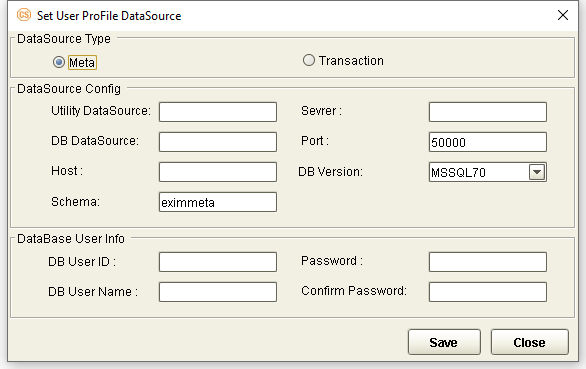 CS Set User ProFile DataSource
DataSource Type
Meta Transaction
DataSource Config
Utility DataSource: Sevrer :
DB DataSource: Port : 50000
Host : DB Version: MSSQL70
Schema: eximmeta
DataBase User Info
DB User ID : Password :
DB User Name : Confirm Password:
Save Close